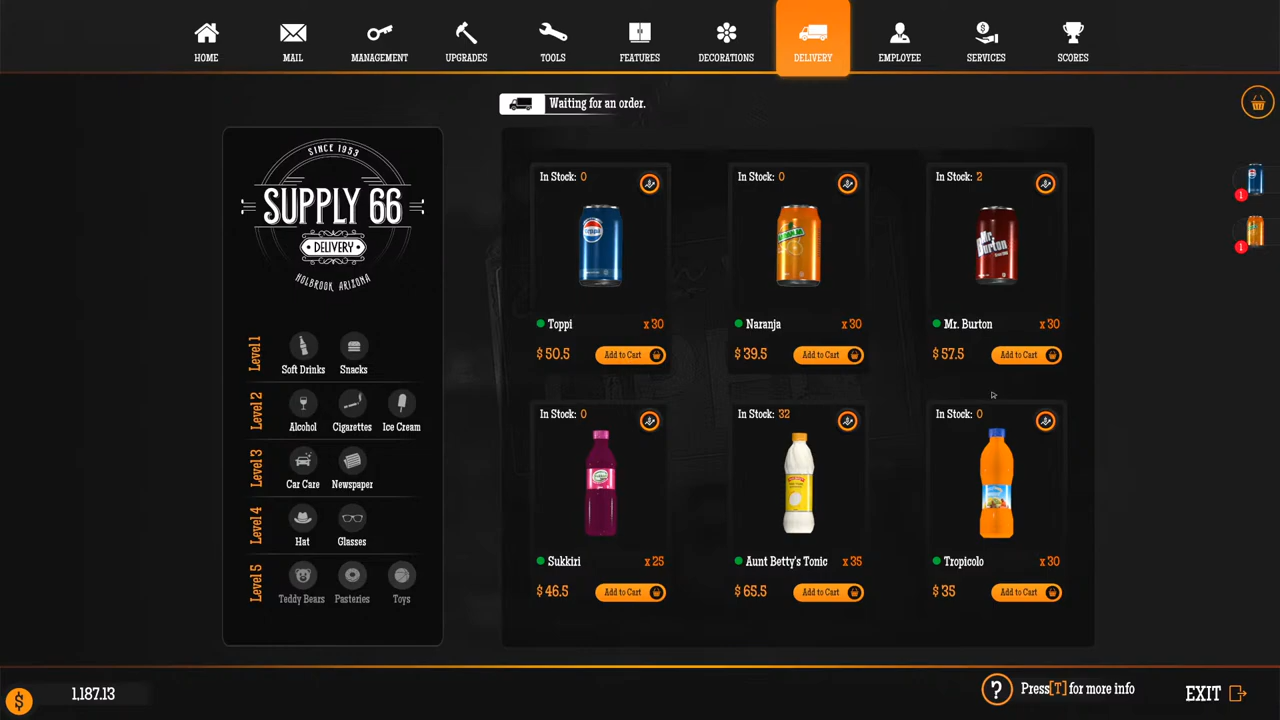 HOME
MAIL
MANAGEMENT
UPGRADES
TOOLS
FEATURES
DECORATIONS
DELIVERY
EMPLOYEE
SERVICES
SCORES
Waiting for an order.
SINCE 1953
SUPPLY 66
DELIVERY
HOLBROOK, ARIZONA
Level 1
Soft Drinks
Snacks
Level 2
Alcohol
Cigarettes
Ice Cream
Level 3
Car Care
Newspaper
Level 4
Hat
Glasses
Level 5
Teddy Bears
Pasteries
Toys
In Stock: 0
Toppi x 30
$ 50.5 Add to Cart
In Stock: 0
Naranja x 30
$ 39.5 Add to Cart
In Stock: 2
Mr. Burton
Mr. Burton x 30
$ 57.5 Add to Cart
In Stock: 0
Sukkiri x 25
$ 46.5 Add to Cart
In Stock: 32
Aunt Betty's Tonic x 35
$ 65.5 Add to Cart
In Stock: 0
Tropicolo x 30
$ 35 Add to Cart
1
1
$ 1,187.13
? Press[T] for more info
EXIT